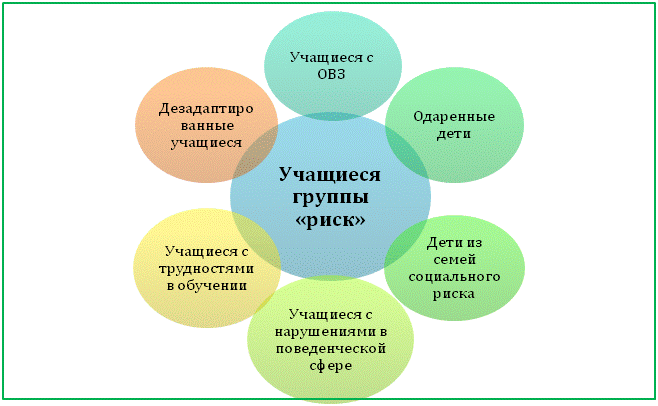 Учащиеся с
ОВЗ
Одаренные
дети
Дети из
семей
социального
риска
Учащиеся с
нарушениями в
поведенческой
сфере
Учащиеся с
трудностями
в обучении
Дезадаптиро
ванные
учащиеся
Учащиеся
группы
«риск»